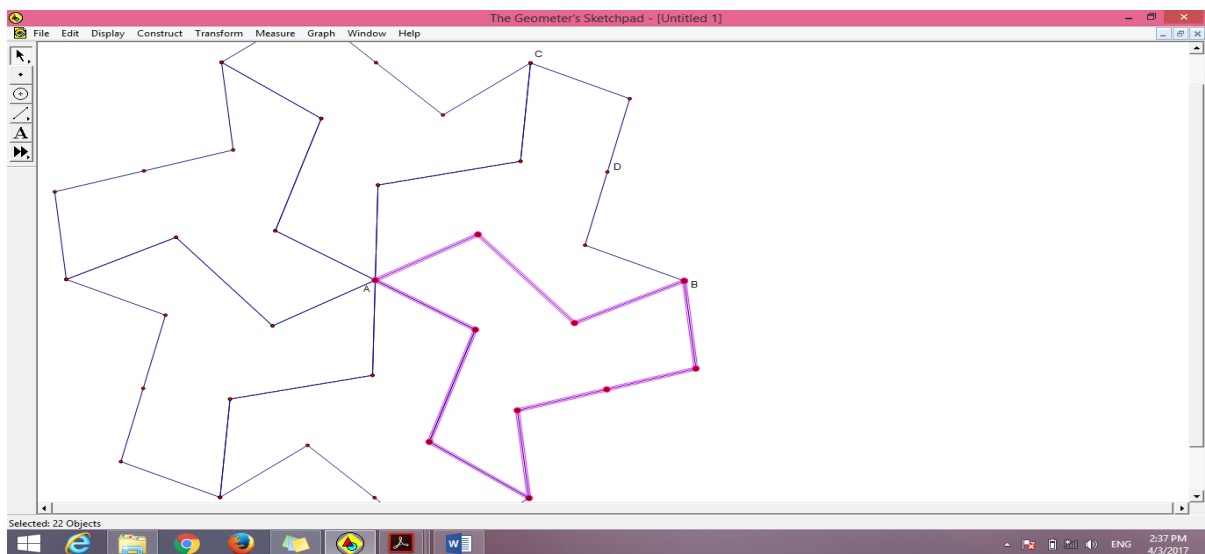 The Geometer's Sketchpad - [Untitled 1]
File Edit Display Construct Transform Measure Graph Window Help
C
A
D
A
B
Selected: 22 Objects
ENG
2:37 PM
4/3/2017